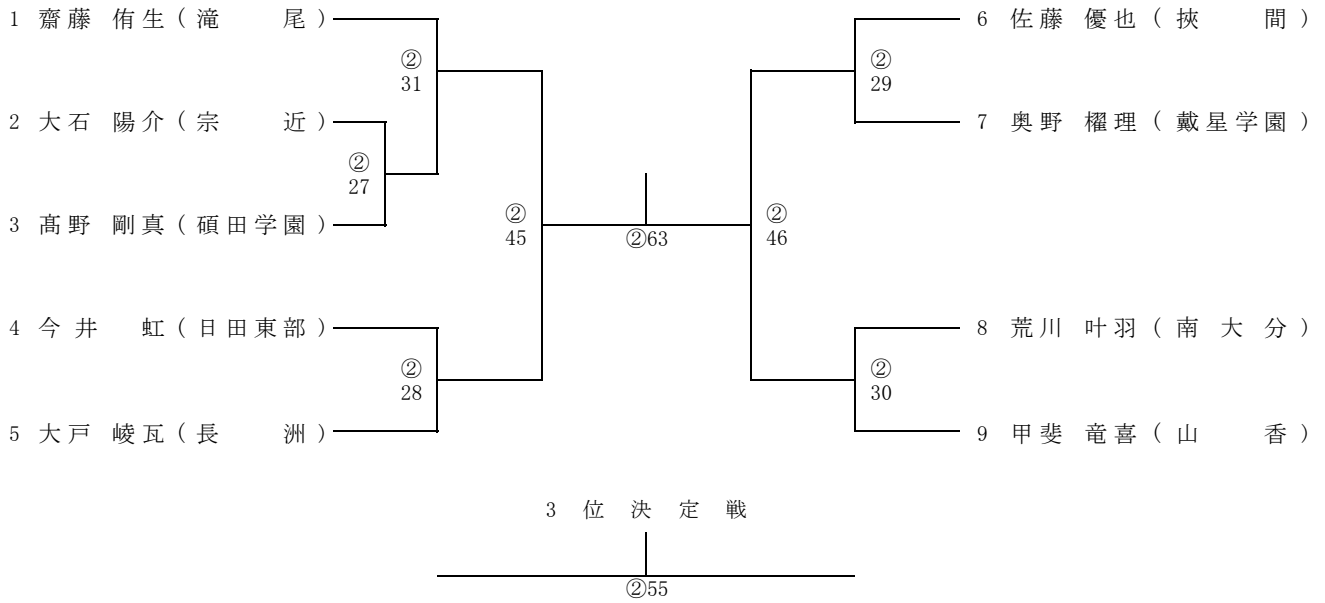 1 齋藤 侑生(滝 尾)
②
31
2 大石 陽介(宗 近)
②
27
3 髙野 剛真(碩田学園)
②
45
4 今井 虹(日田東部)
②
28
5 大戸 崚瓦(長 洲)
②63
6 佐藤 優也(挾 間)
②
29
7 奥野 櫂理(戴星学園)
②
46
8 荒川 叶羽(南大分)
②
30
9 甲斐 竜喜(山 香)
3位決定戦
②55